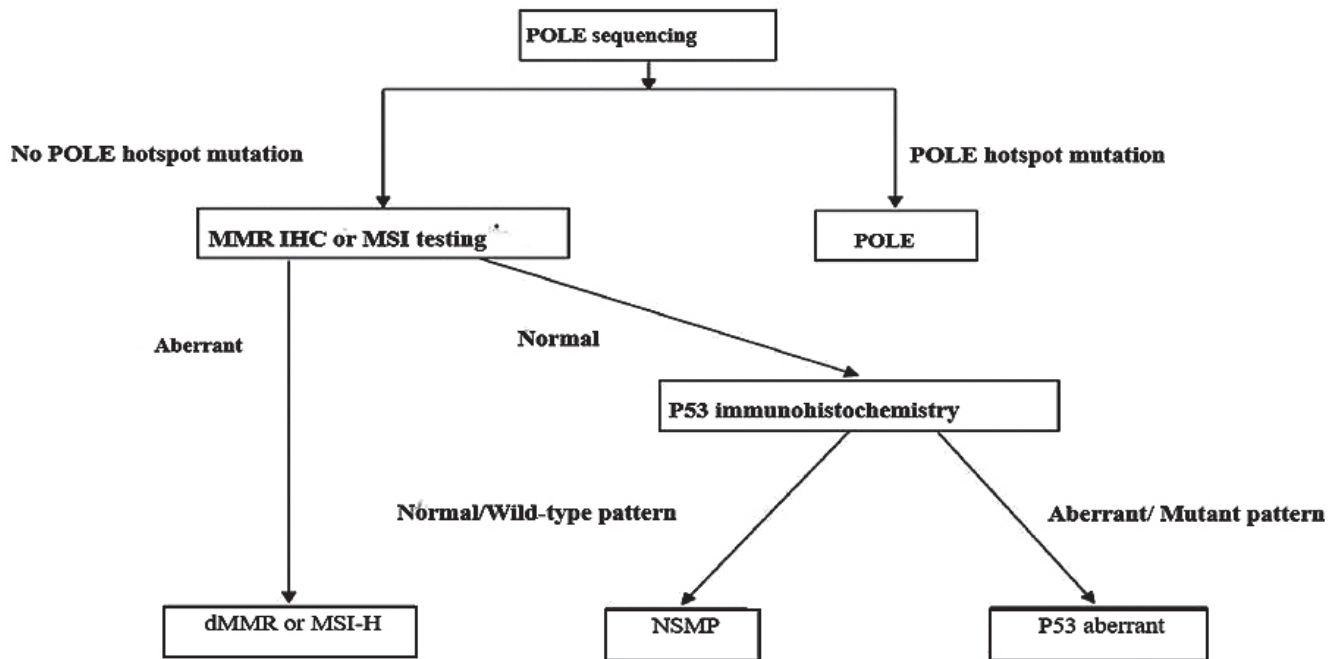 POLE sequencing
No POLE hotspot mutation
POLE hotspot mutation
MMR IHC or MSI testing
POLE
Aberrant
Normal
P53 immunohistochemistry
Normal/Wild-type pattern
Aberrant/ Mutant pattern
dMMR or MSI-H
NSMP
P53 aberrant